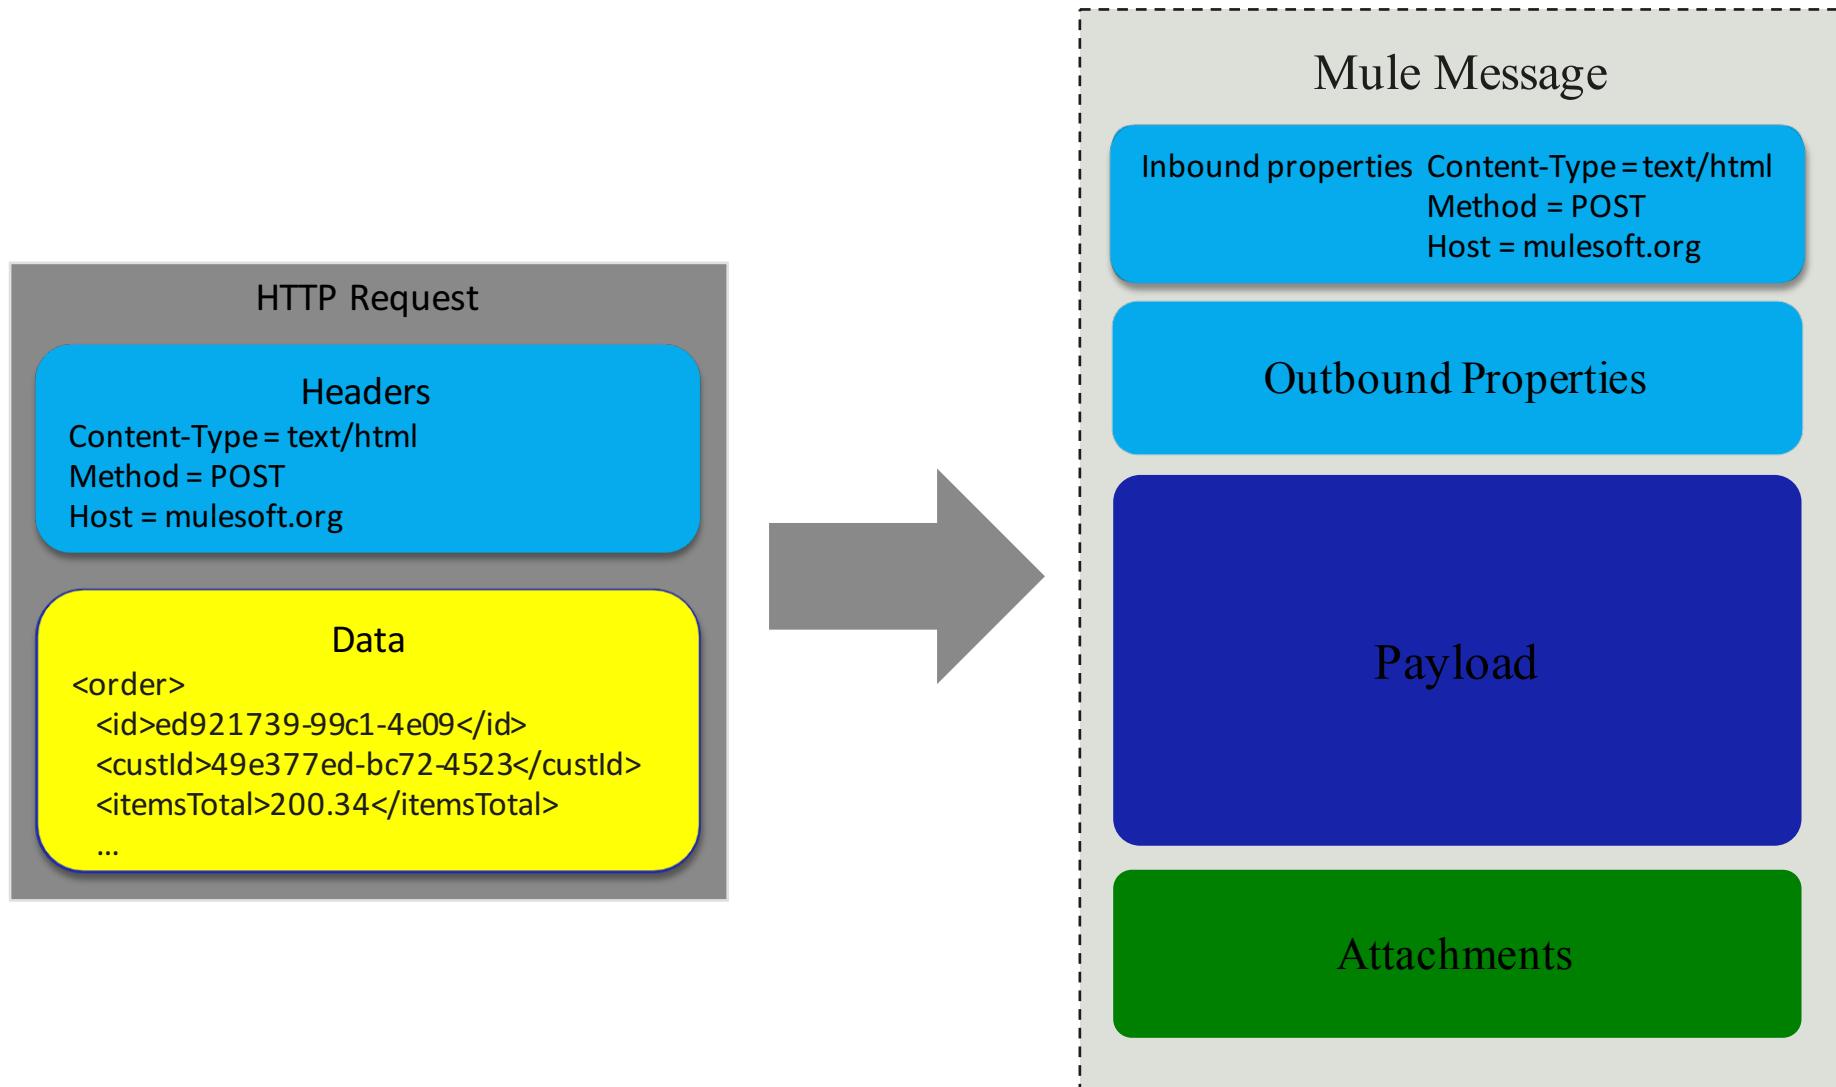 HTTP Request
Headers
Content-Type = text/html
Method = POST
Host = mulesoft.org
Data
<order>
<id>ed921739-99c1-4e09</id>
<custId>49e377ed-bc72-4523</custId>
<itemsTotal>200.34</itemsTotal>
...
Mule Message
Inbound properties Content-Type = text/html
Method = POST
Host = mulesoft.org
Outbound Properties
Payload
Attachments